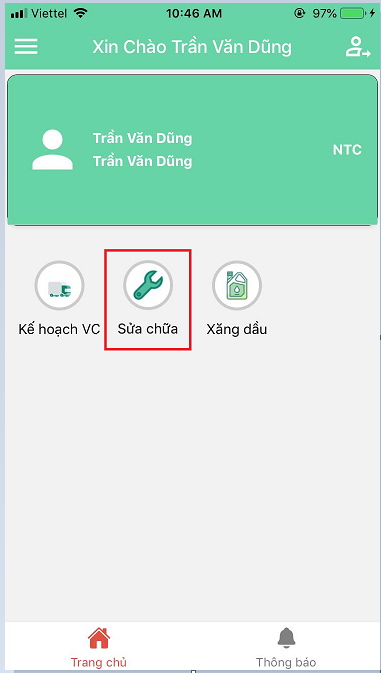 Viettel 10:46 AM 97%
Xin Chào Trần Văn Dũng
Trần Văn Dũng
Trần Văn Dũng
NTC
Kế hoạch VC Sửa chữa Xăng dầu
Trang chủ Thông báo